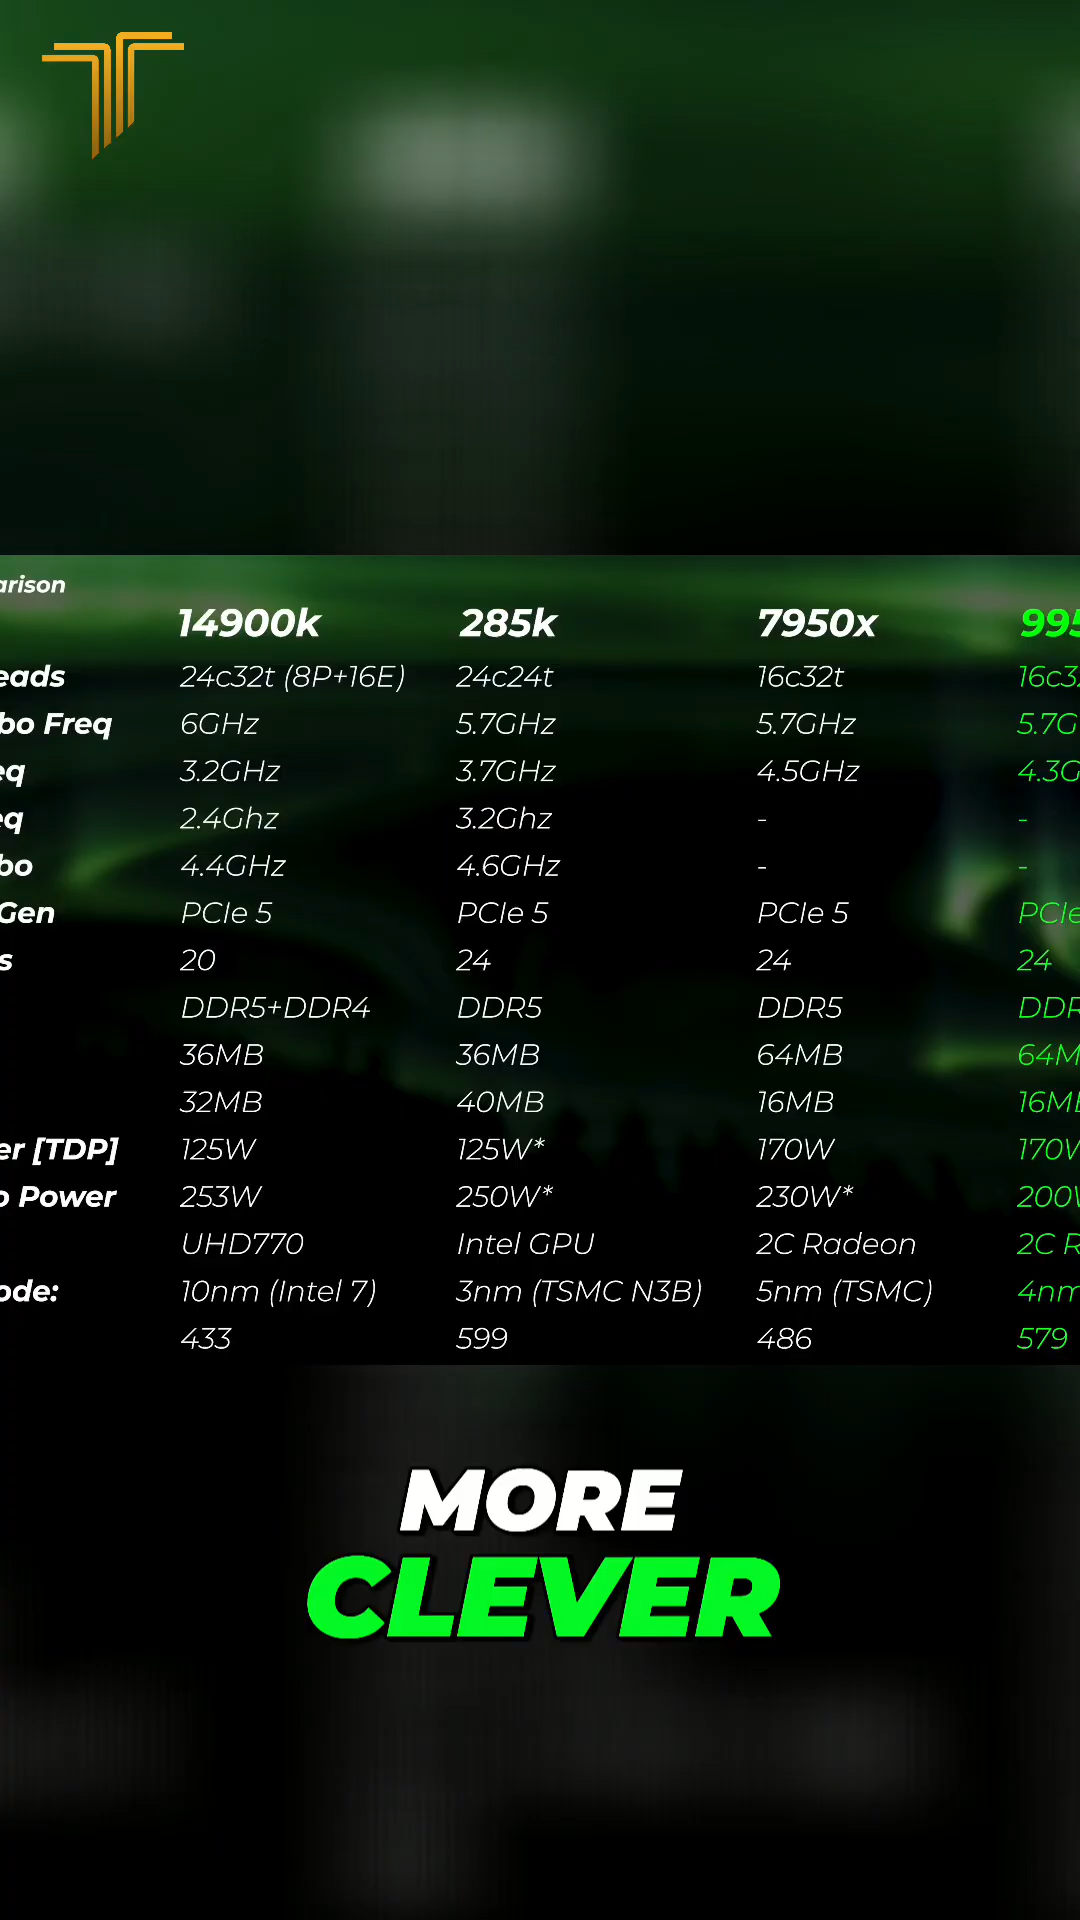 arison
14900k 285k 7950x 995
eads 24c32t (8P+16E) 24c24t 16c32t 16c3
bo Freq 6GHz 5.7GHz 5.7GHz 5.7G
eq 3.2GHz 3.7GHz 4.5GHz 4.3G
eq 2.4Ghz 3.2Ghz - -
bo 4.4GHz 4.6GHz - -
Gen PCIe 5 PCIe 5 PCIe 5 PCIe
s 20 24 24 24
DDR5+DDR4 DDR5 DDR5 DDR
36MB 36MB 64MB 64M
32MB 40MB 16MB 16M
er [TDP] 125W 125W* 170W 170W
o Power 253W 250W* 230W* 200W
UHD770 Intel GPU 2C Radeon 2C R
ode: 10nm (Intel 7) 3nm (TSMC N3B) 5nm (TSMC) 4nm
433 599 486 579
MORE
CLEVER